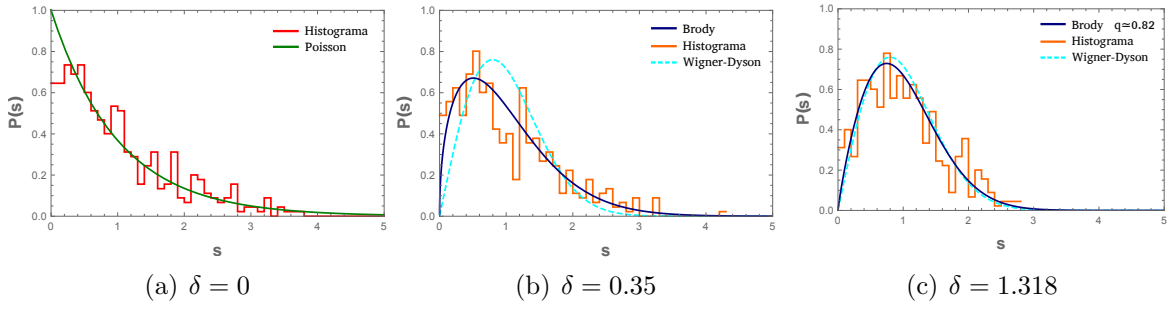 Histograma
Poisson
P(s)
1.0
0.8
0.6
0.4
0.2
0.0
0 1 2 3 4 5
s
(a) δ = 0
Brody
Histograma
Wigner-Dyson
P(s)
1.0
0.8
0.6
0.4
0.2
0.0
0 1 2 3 4 5
s
(b) δ = 0.35
Brody q≃0.82
Histograma
Wigner-Dyson
P(s)
1.0
0.8
0.6
0.4
0.2
0.0
0 1 2 3 4 5
s
(c) δ = 1.318